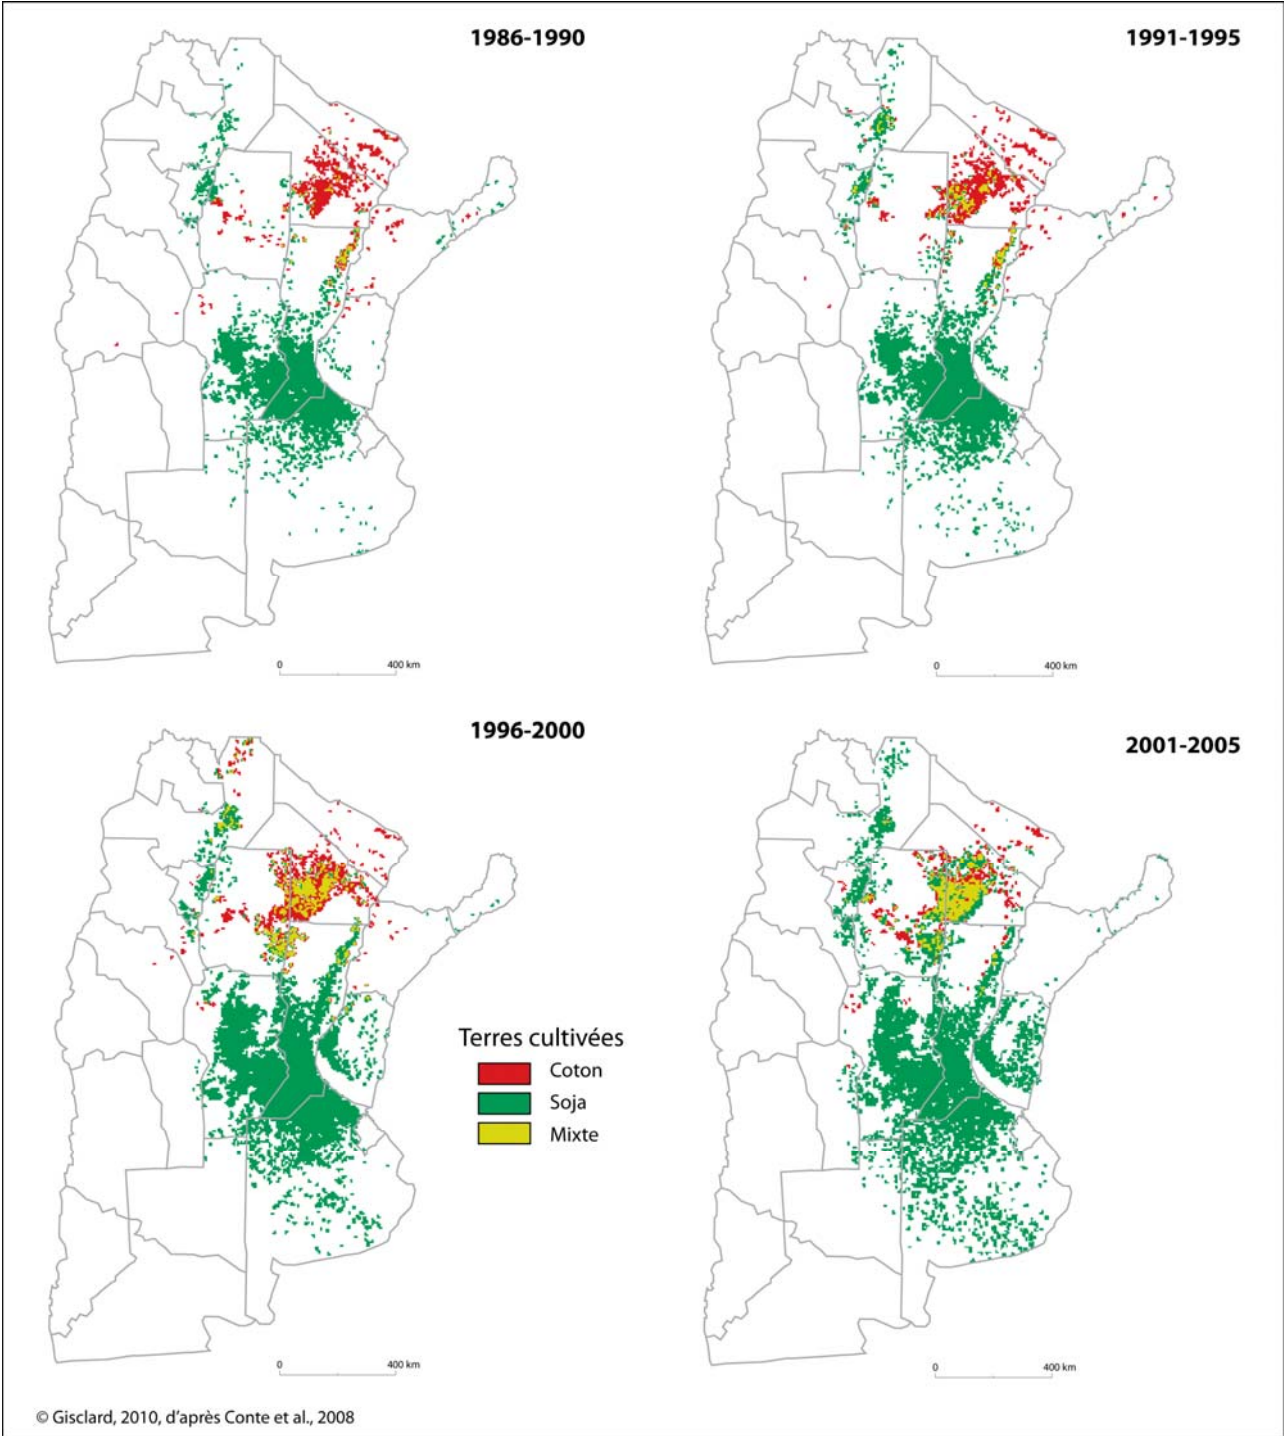 1986-1990
1991-1995
0 400 km
0 400 km
1996-2000
2001-2005
Terres cultivées
Coton
Soja
Mixte
0 400 km
0 400 km
© Gisclard, 2010, d'après Conte et al., 2008